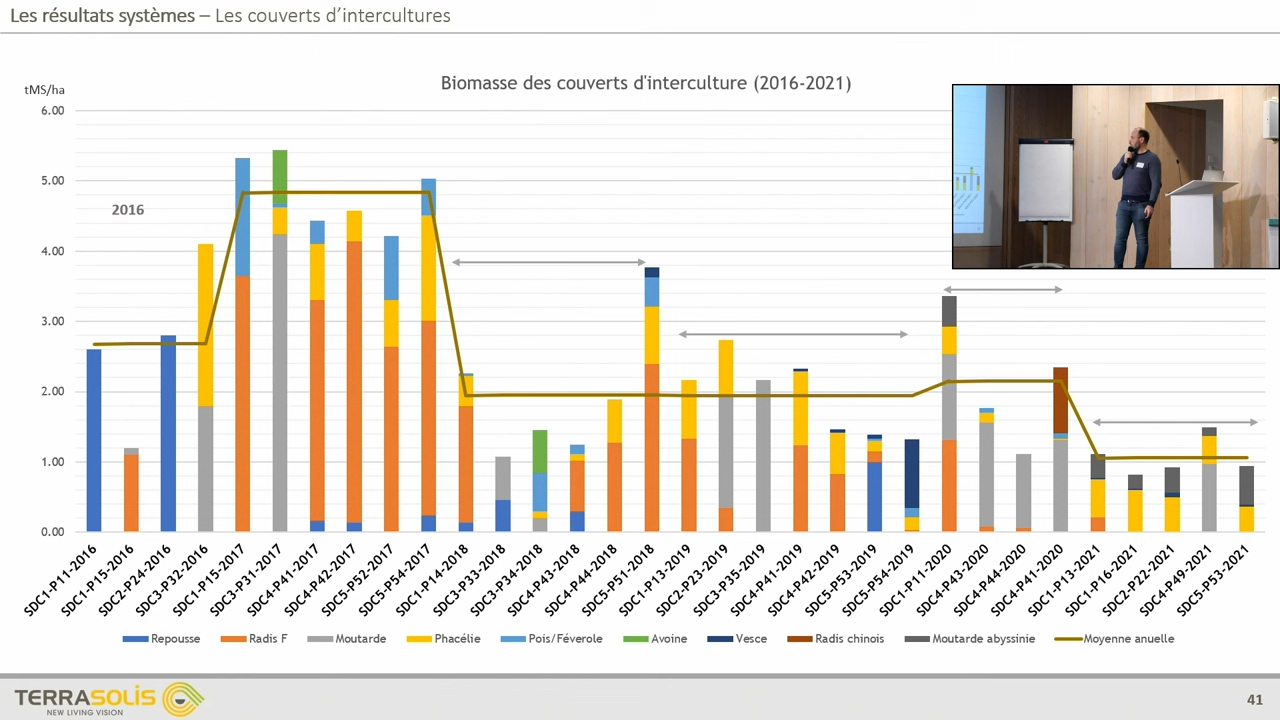 Les résultats systèmes – Les couverts d'intercultures
Biomasse des couverts d'interculture (2016-2021)
tMS/ha
6.00
5.00
4.00
3.00
2.00
1.00
0.00
2016
SDC1-P11-2016
SDC1-P15-2016
SDC2-P24-2016
SDC3-P32-2016
SDC1-P15-2017
SDC3-P31-2017
SDC4-P41-2017
SDC4-P42-2017
SDC5-P52-2017
SDC5-P54-2017
SDC1-P14-2018
SDC3-P33-2018
SDC3-P34-2018
SDC4-P43-2018
SDC4-P44-2018
SDC5-P51-2018
SDC1-P13-2019
SDC2-P23-2019
SDC3-P35-2019
SDC4-P41-2019
SDC4-P42-2019
SDC5-P53-2019
SDC5-P54-2019
SDC1-P11-2020
SDC4-P43-2020
SDC4-P44-2020
SDC4-P41-2020
SDC1-P13-2021
SDC1-P16-2021
SDC2-P22-2021
SDC4-P49-2021
SDC5-P53-2021
Repousse Radis F Moutarde Phacélie Pois/Féverole Avoine Vesce Radis chinois Moutarde abyssinie Moyenne anuelle
TERRASOLIS
NEW LIVING VISION
41